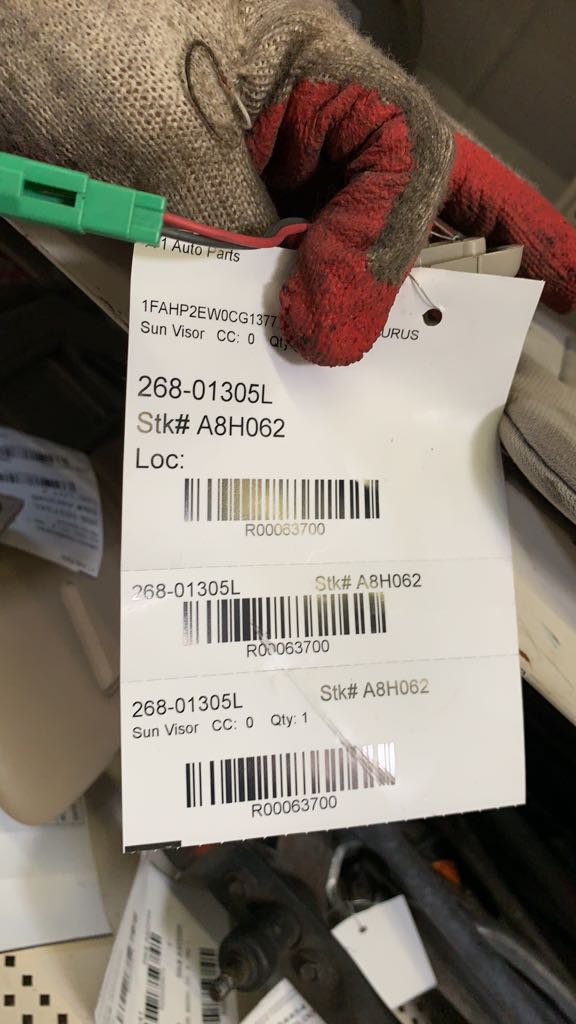 1 Auto Parts
1FAHP2EW0CG1377
URUS
Sun Visor CC: 0
268-01305L
Stk# A8H062
Loc:
R00063700
268-01305L Stk# A8H062
R00063700
268-01305L Stk# A8H062
Sun Visor CC: 0 Qty: 1
R00063700